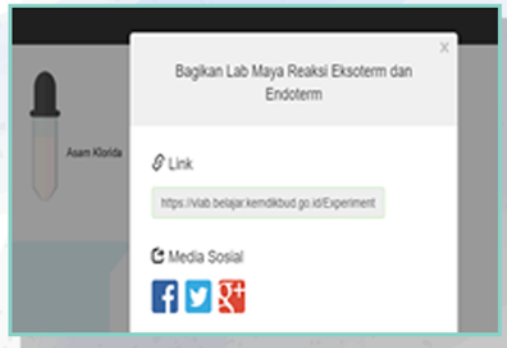 X
Bagikan Lab Maya Reaksi Eksoterm dan
Endoterm
Asam Klorida
Link
https://vlab.belajar.kemdikbud.go.id/Experiment
Media Sosial
f g+